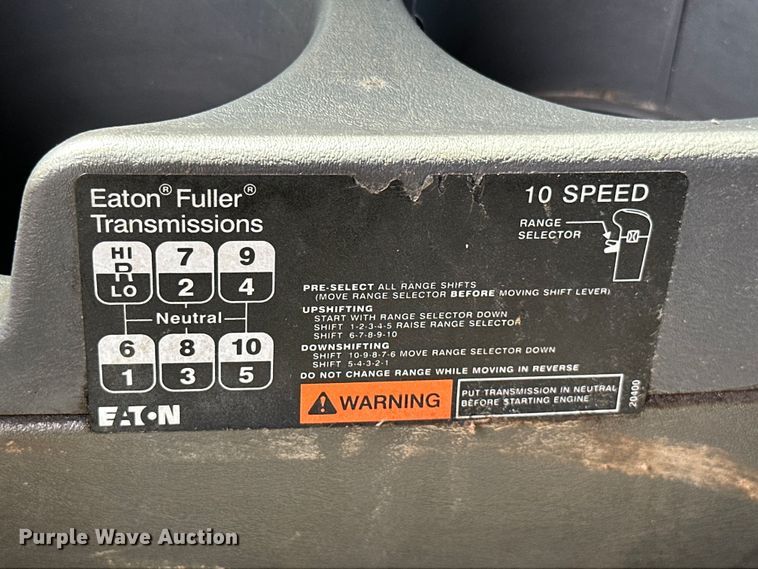 Eaton® Fuller®
Transmissions
10 SPEED
RANGE
SELECTOR
HI 7 9
R
LO 2 4
Neutral
6 8 10
1 3 5
EATON
PRE-SELECT ALL RANGE SHIFTS
(MOVE RANGE SELECTOR BEFORE MOVING SHIFT LEVER)
UPSHIFTING
START WITH RANGE SELECTOR DOWN
SHIFT 1-2-3-4-5 RAISE RANGE SELECTOR
SHIFT 6-7-8-9-10
DOWNSHIFTING
SHIFT 10-9-8-7-6 MOVE RANGE SELECTOR DOWN
SHIFT 5-4-3-2-1
DO NOT CHANGE RANGE WHILE MOVING IN REVERSE
WARNING
PUT TRANSMISSION IN NEUTRAL
BEFORE STARTING ENGINE
20400
Purple Wave Auction